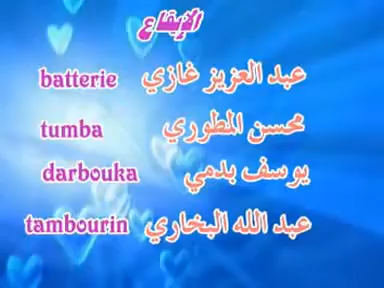 الإيقاع
عبد العزيز غازي batterie
محسن المطوري tumba
يوسف بدمي darbouka
عبد الله البخاري tambourin